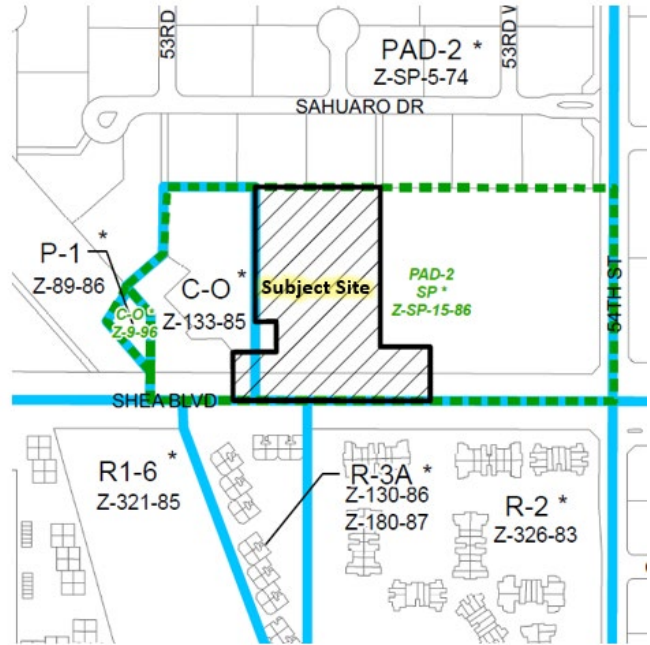 53RD
PAD-2 *
Z-SP-5-74
53RD W
SAHUARO DR
P-1 *
Z-89-86
C-O *
Z-133-85
C-O *
Z-9-96
Subject Site
PAD-2
SP *
Z-SP-15-86
54TH ST
SHEA BLVD
R1-6 *
Z-321-85
R-3A *
Z-130-86
Z-180-87
R-2 *
Z-326-83